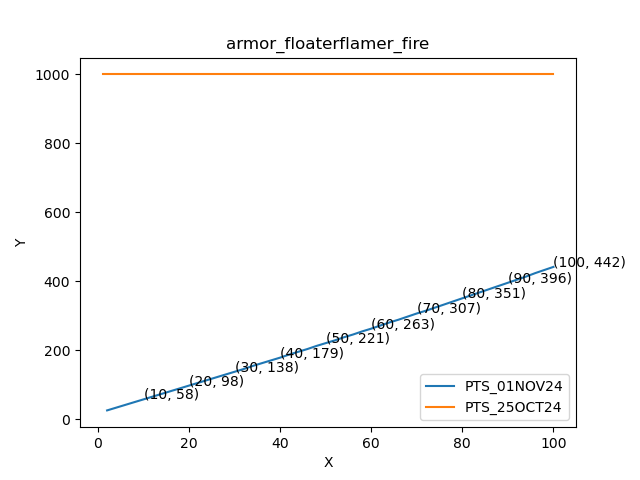 armor_floaterflamer_fire
1000
800
600
400
200
0
Y
(100, 442)
(90, 396)
(80, 351)
(70, 307)
(60, 263)
(50, 221)
(40, 179)
(30, 138)
(20, 98)
(10, 58)
PTS_01NOV24
PTS_25OCT24
0 20 40 60 80 100
X